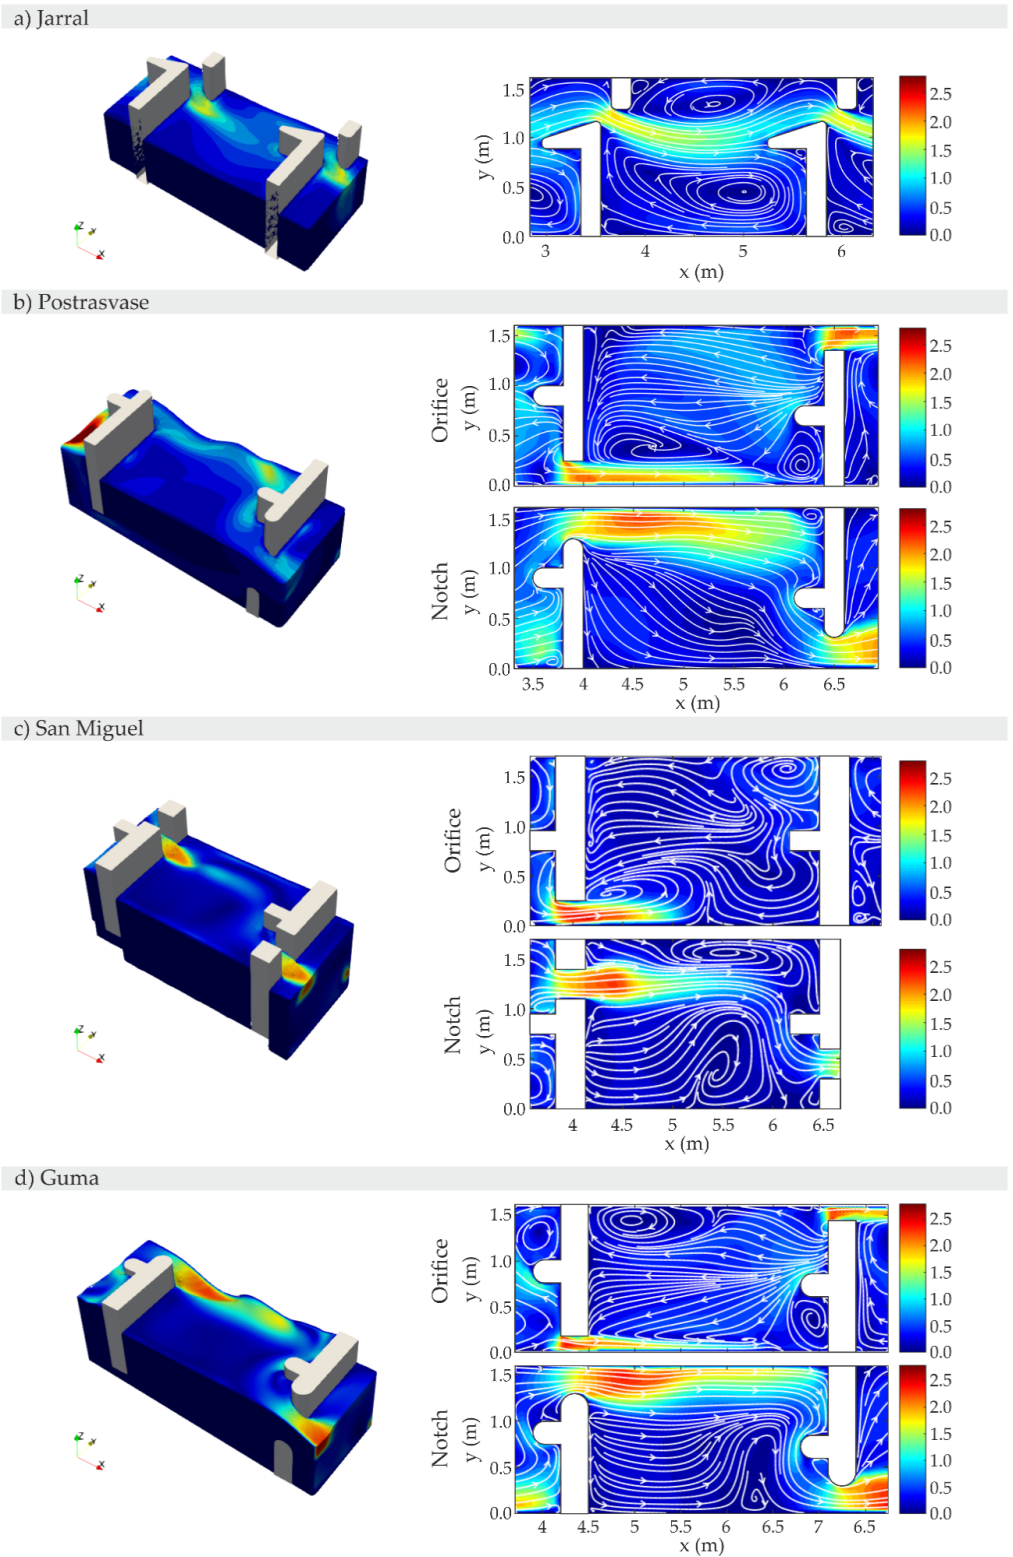 a) Jarral
y (m)
1.5
1.0
0.5
0.0
3 4 5 6
x (m)
2.5
2.0
1.5
1.0
0.5
0.0
z
Y
X
b) Postrasvase
Orifice
y (m)
1.5
1.0
0.5
0.0
2.5
2.0
1.5
1.0
0.5
0.0
Notch
y (m)
1.5
1.0
0.5
0.0
3.5 4 4.5 5 5.5 6 6.5
x (m)
2.5
2.0
1.5
1.0
0.5
0.0
z
Y
X
c) San Miguel
Orifice
y (m)
1.5
1.0
0.5
0.0
2.5
2.0
1.5
1.0
0.5
0.0
Notch
y (m)
1.5
1.0
0.5
0.0
4 4.5 5 5.5 6 6.5
x (m)
2.5
2.0
1.5
1.0
0.5
0.0
z
Y
X
d) Guma
Orifice
y (m)
1.5
1.0
0.5
0.0
2.5
2.0
1.5
1.0
0.5
0.0
Notch
y (m)
1.5
1.0
0.5
0.0
4 4.5 5 5.5 6 6.5 7 6.5
x (m)
2.5
2.0
1.5
1.0
0.5
0.0
z
Y
X